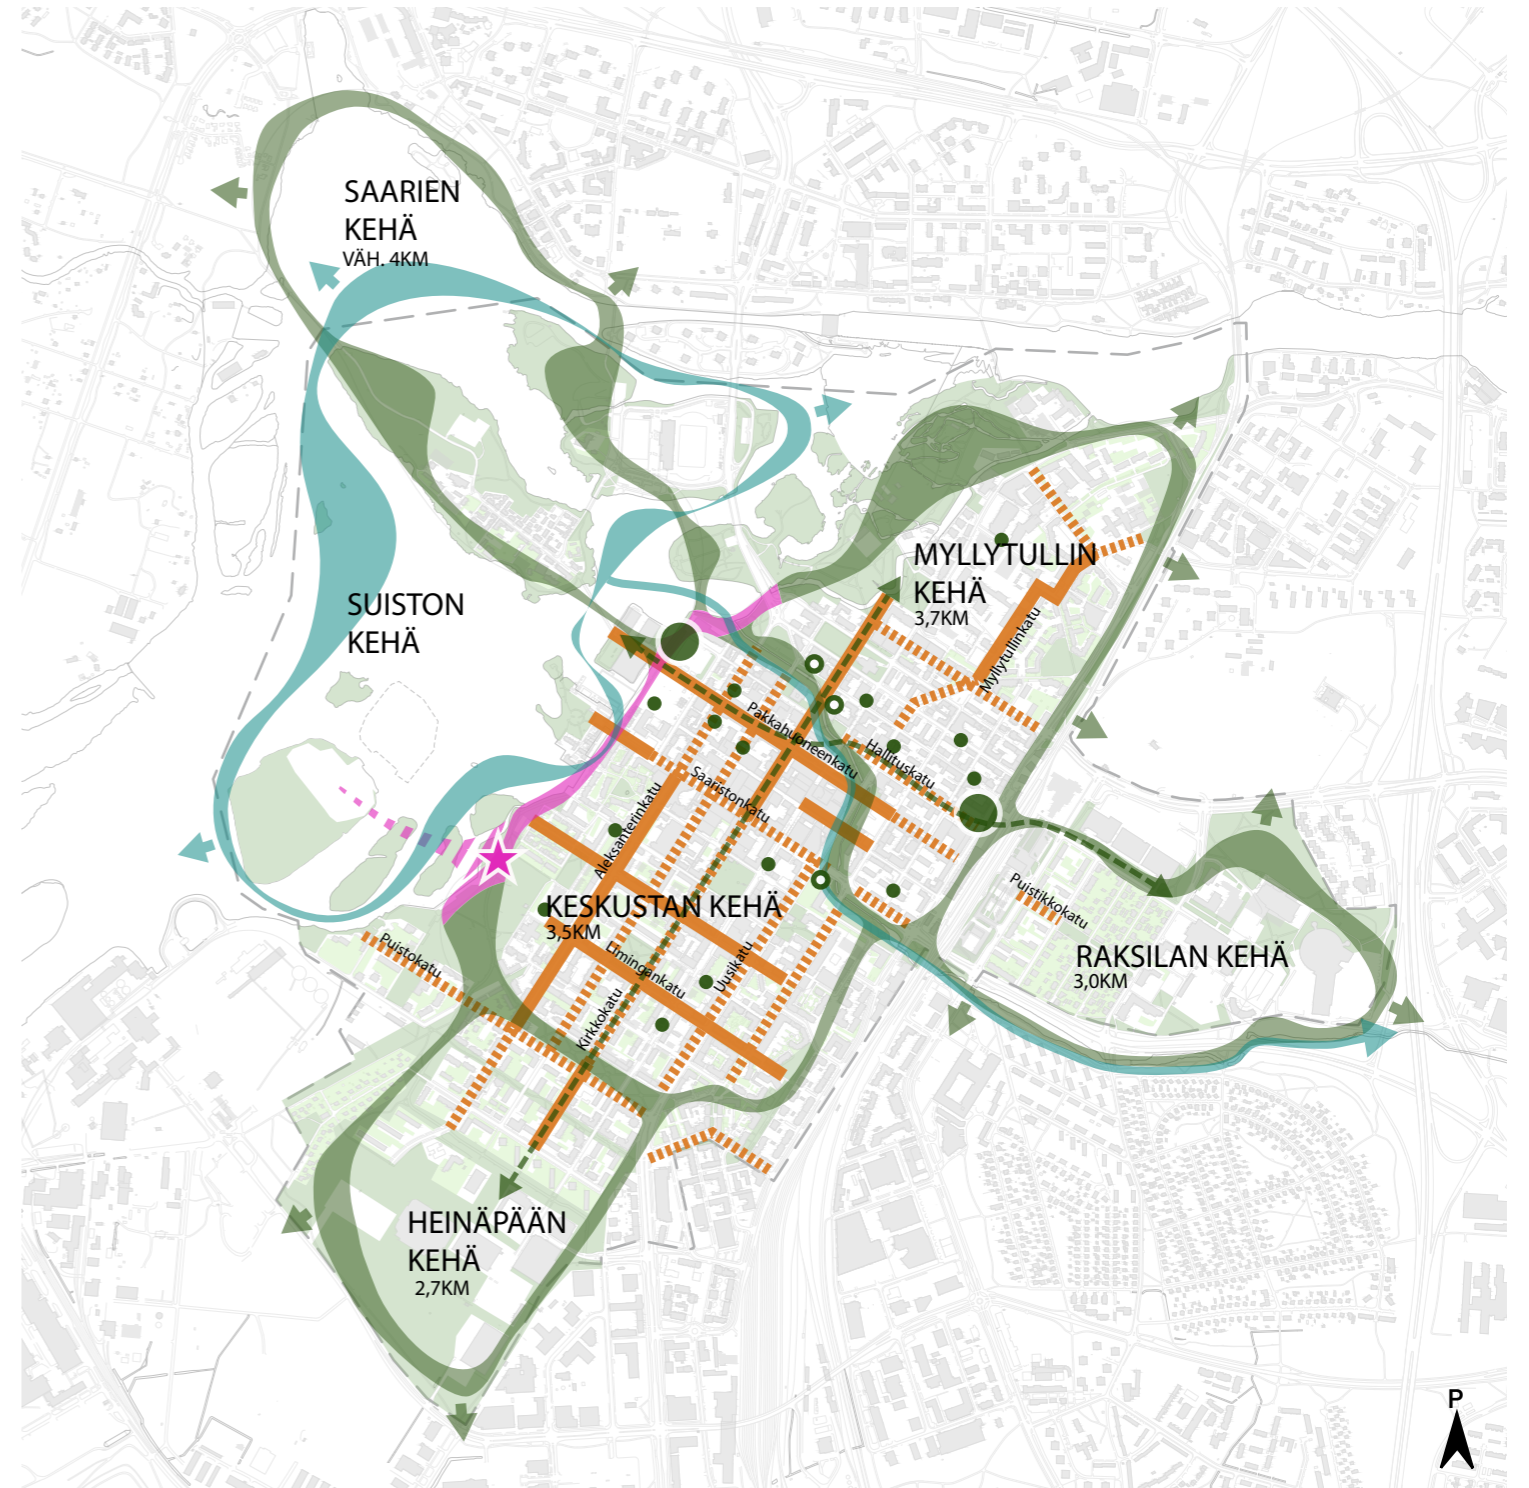 SAARIEN
KEHÄ
VÄH. 4KM
SUISTON
KEHÄ
MYLLYTULLIN
KEHÄ
3,7KM
Myllytullinkatu
Pakkahuoneenkatu
Hallituskatu
Saaristonkatu
Aleksanterinkatu
KESKUSTAN KEHÄ
3,5KM
Puistikkokatu
Puistokatu
Limingankatu
Uusikatu
Kirkkokatu
RAKSILAN KEHÄ
3,0KM
HEINÄPÄÄN
KEHÄ
2,7KM
P